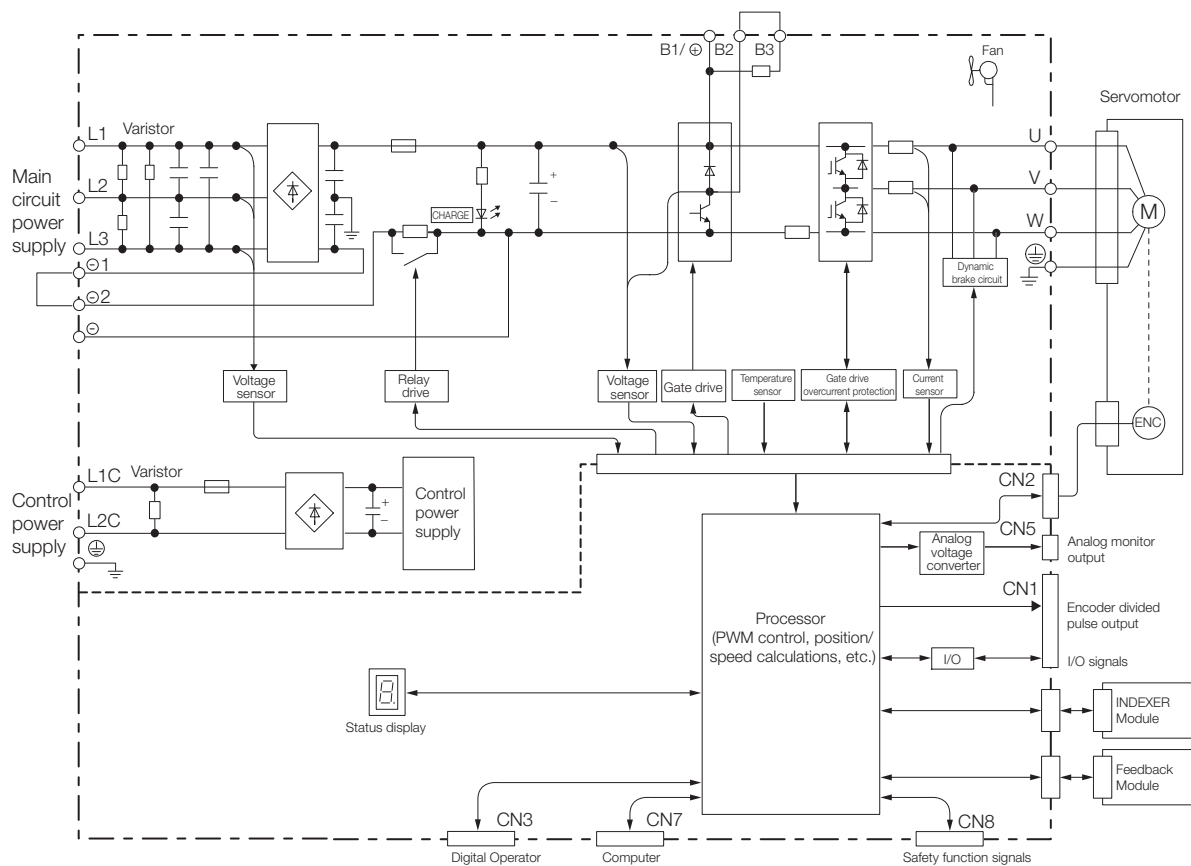 B1/ ⊕ B2 B3
Fan
Servomotor
Varistor
L1
L2
L3
Main
circuit
power
supply
⊖ 1
⊖ 2
⊖
CHARGE
+
–
+
–
U
V
W
M
Dynamic
brake circuit
Voltage
sensor
Relay
drive
Voltage
sensor
Gate drive
Temperature
sensor
Gate drive
overcurrent protection
Current
sensor
ENC
L1C
Varistor
L2C
Control
power
supply
Control
power
supply
CN2
CN5
Analog
voltage
converter
Analog monitor
output
CN1
Encoder divided
pulse output
Processor
(PWM control, position/
speed calculations, etc.)
I/O
I/O signals
8.
Status display
INDEXER
Module
Feedback
Module
CN3
CN7
CN8
Digital Operator
Computer
Safety function signals